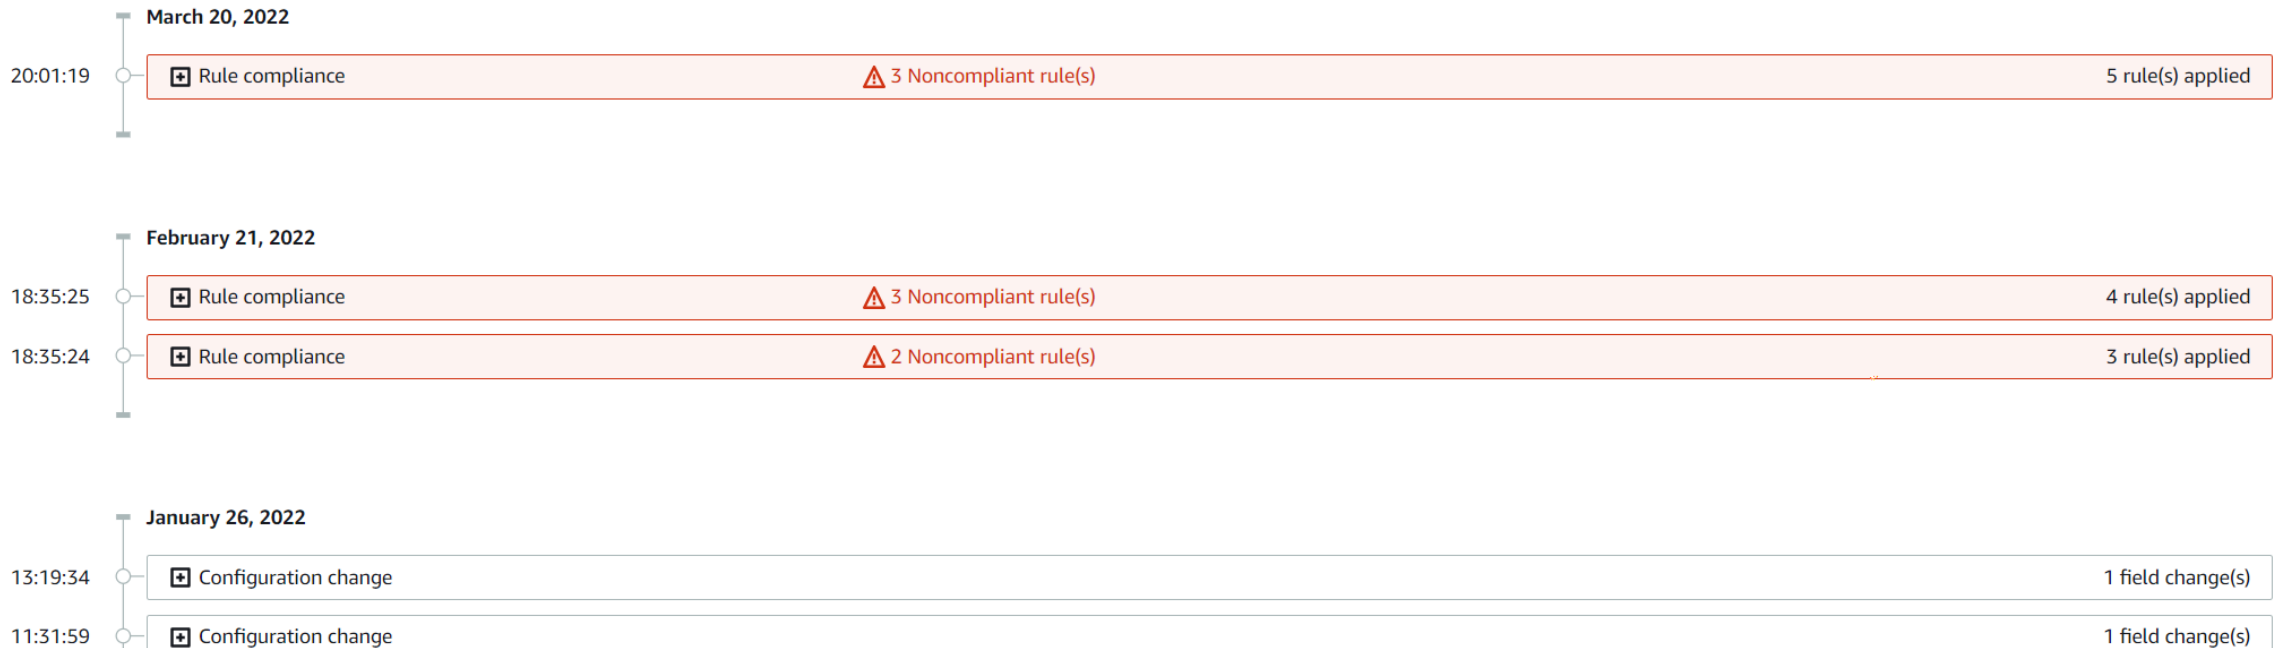 March 20, 2022
20:01:19 Rule compliance 3 Noncompliant rule(s) 5 rule(s) applied
February 21, 2022
18:35:25 Rule compliance 3 Noncompliant rule(s) 4 rule(s) applied
18:35:24 Rule compliance 2 Noncompliant rule(s) 3 rule(s) applied
January 26, 2022
13:19:34 Configuration change 1 field change(s)
11:31:59 Configuration change 1 field change(s)